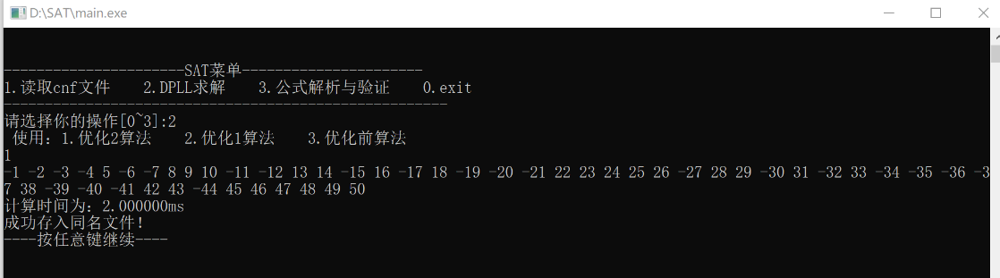 D:\SAT\main.exe
----------------------SAT菜单----------------------
1.读取cnf文件    2.DPLL求解    3.公式解析与验证    0.exit
------------------------------------------------------
请选择你的操作[0~3]:2
 使用：1.优化2算法    2.优化1算法    3.优化前算法
1
-1 -2 -3 -4 5 -6 -7 8 9 10 -11 -12 13 14 -15 16 -17 18 -19 -20 -21 22 23 24 25 26 -27 28 29 -30 31 -32 33 -34 -35 -36 -3
7 38 -39 -40 -41 42 43 -44 45 46 47 48 49 50
计算时间为：2.000000ms
成功存入同名文件！
----按任意键继续----